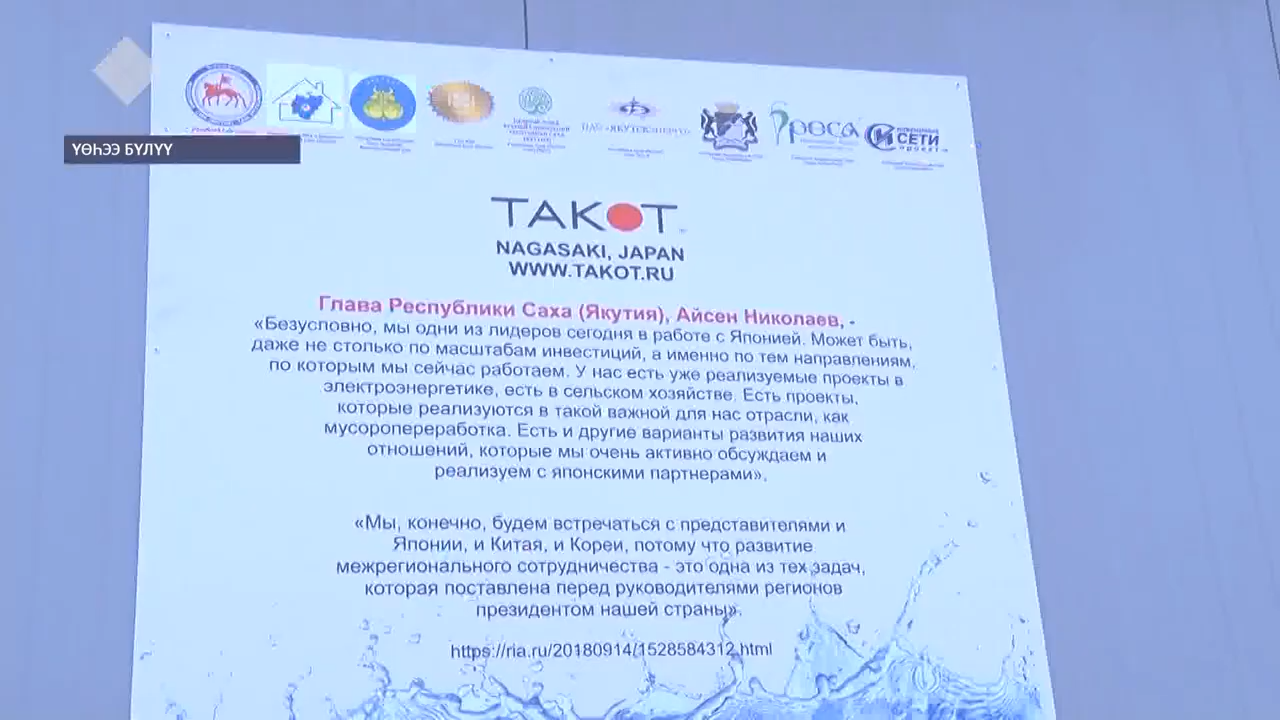 ҮӨҺЭЭ БҮЛҮҮ
ПАО «ЯКУТСКЭНЕРГО»
роса
ИНЖЕНЕРНЫЕ
СЕТИ
проект
TAKOT
NAGASAKI, JAPAN
WWW.TAKOT.RU
Глава Республики Саха (Якутия), Айсен Николаев, -
«Безусловно, мы одни из лидеров сегодня в работе с Японией. Может быть,
даже не столько по масштабам инвестиций, а именно по тем направлениям,
по которым мы сейчас работаем. У нас есть уже реализуемые проекты в
электроэнергетике, есть в сельском хозяйстве. Есть проекты,
которые реализуются в такой важной для нас отрасли, как
мусоропереработка. Есть и другие варианты развития наших
отношений, которые мы очень активно обсуждаем и
реализуем с японскими партнерами».
«Мы, конечно, будем встречаться с представителями и
Японии, и Китая, и Кореи, потому что развитие
межрегионального сотрудничества - это одна из тех задач,
которая поставлена перед руководителями регионов
президентом нашей страны».
https://ria.ru/20180914/1528584312.html